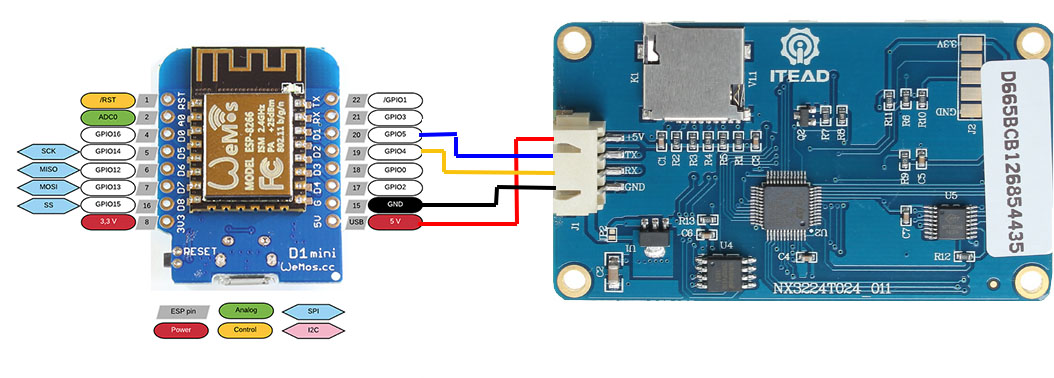 /RST 1 RST TX 22 /GPIO1
ADC0 2 A0 RX 21 GPIO3
GPIO16 4 D0 D1 20 GPIO5
SCK GPIO14 5 D5 D2 19 GPIO4
MISO GPIO12 6 D6 D3 18 GPIO0
MOSI GPIO13 7 D7 D4 17 GPIO2
SS GPIO15 16 D8 G 15 GND
3,3 V 8 3V3 5V USB 5 V
WeMos
MODEL ESP-8266
ISM 2.4GHz
PA +25dBm
802.11 b/g/n
FC
RESET
D1 mini
WeMos.cc
ESP pin
Analog
SPI
Power
Control
I2C
K1
V1.1
ITEAD
3.3V
GND
J2
D665BCB126854435
+5V
TX
RX
GND
J1
C1 R2 R3 R4 R5 R1 C3
Q2
R7
R8
R11
R6
R10
R9
C5
U5
C7
R12
R13
C6
U4
U2
C4
U1
C2
NX3224T024_011